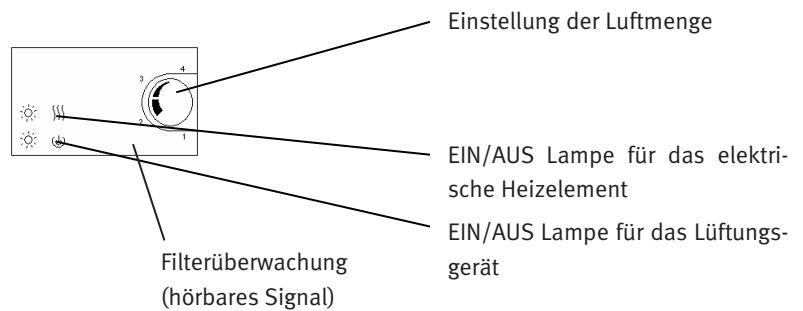 Einstellung der Luftmenge
4
3
2
1
EIN/AUS Lampe für das elektri-
sche Heizelement
EIN/AUS Lampe für das Lüftungs-
gerät
Filterüberwachung
(hörbares Signal)